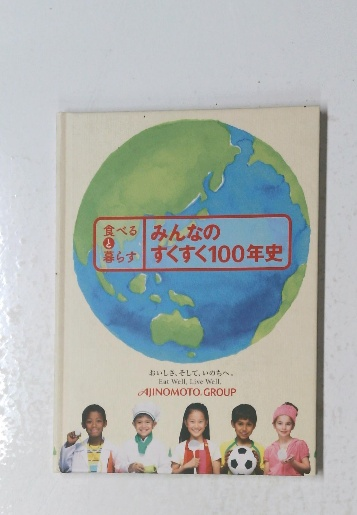 食べる
と
暮らす
みんなの
すくすく100年史
おいしさ、そして、いのちへ。
Eat Well, Live Well.
AJINOMOTO GROUP